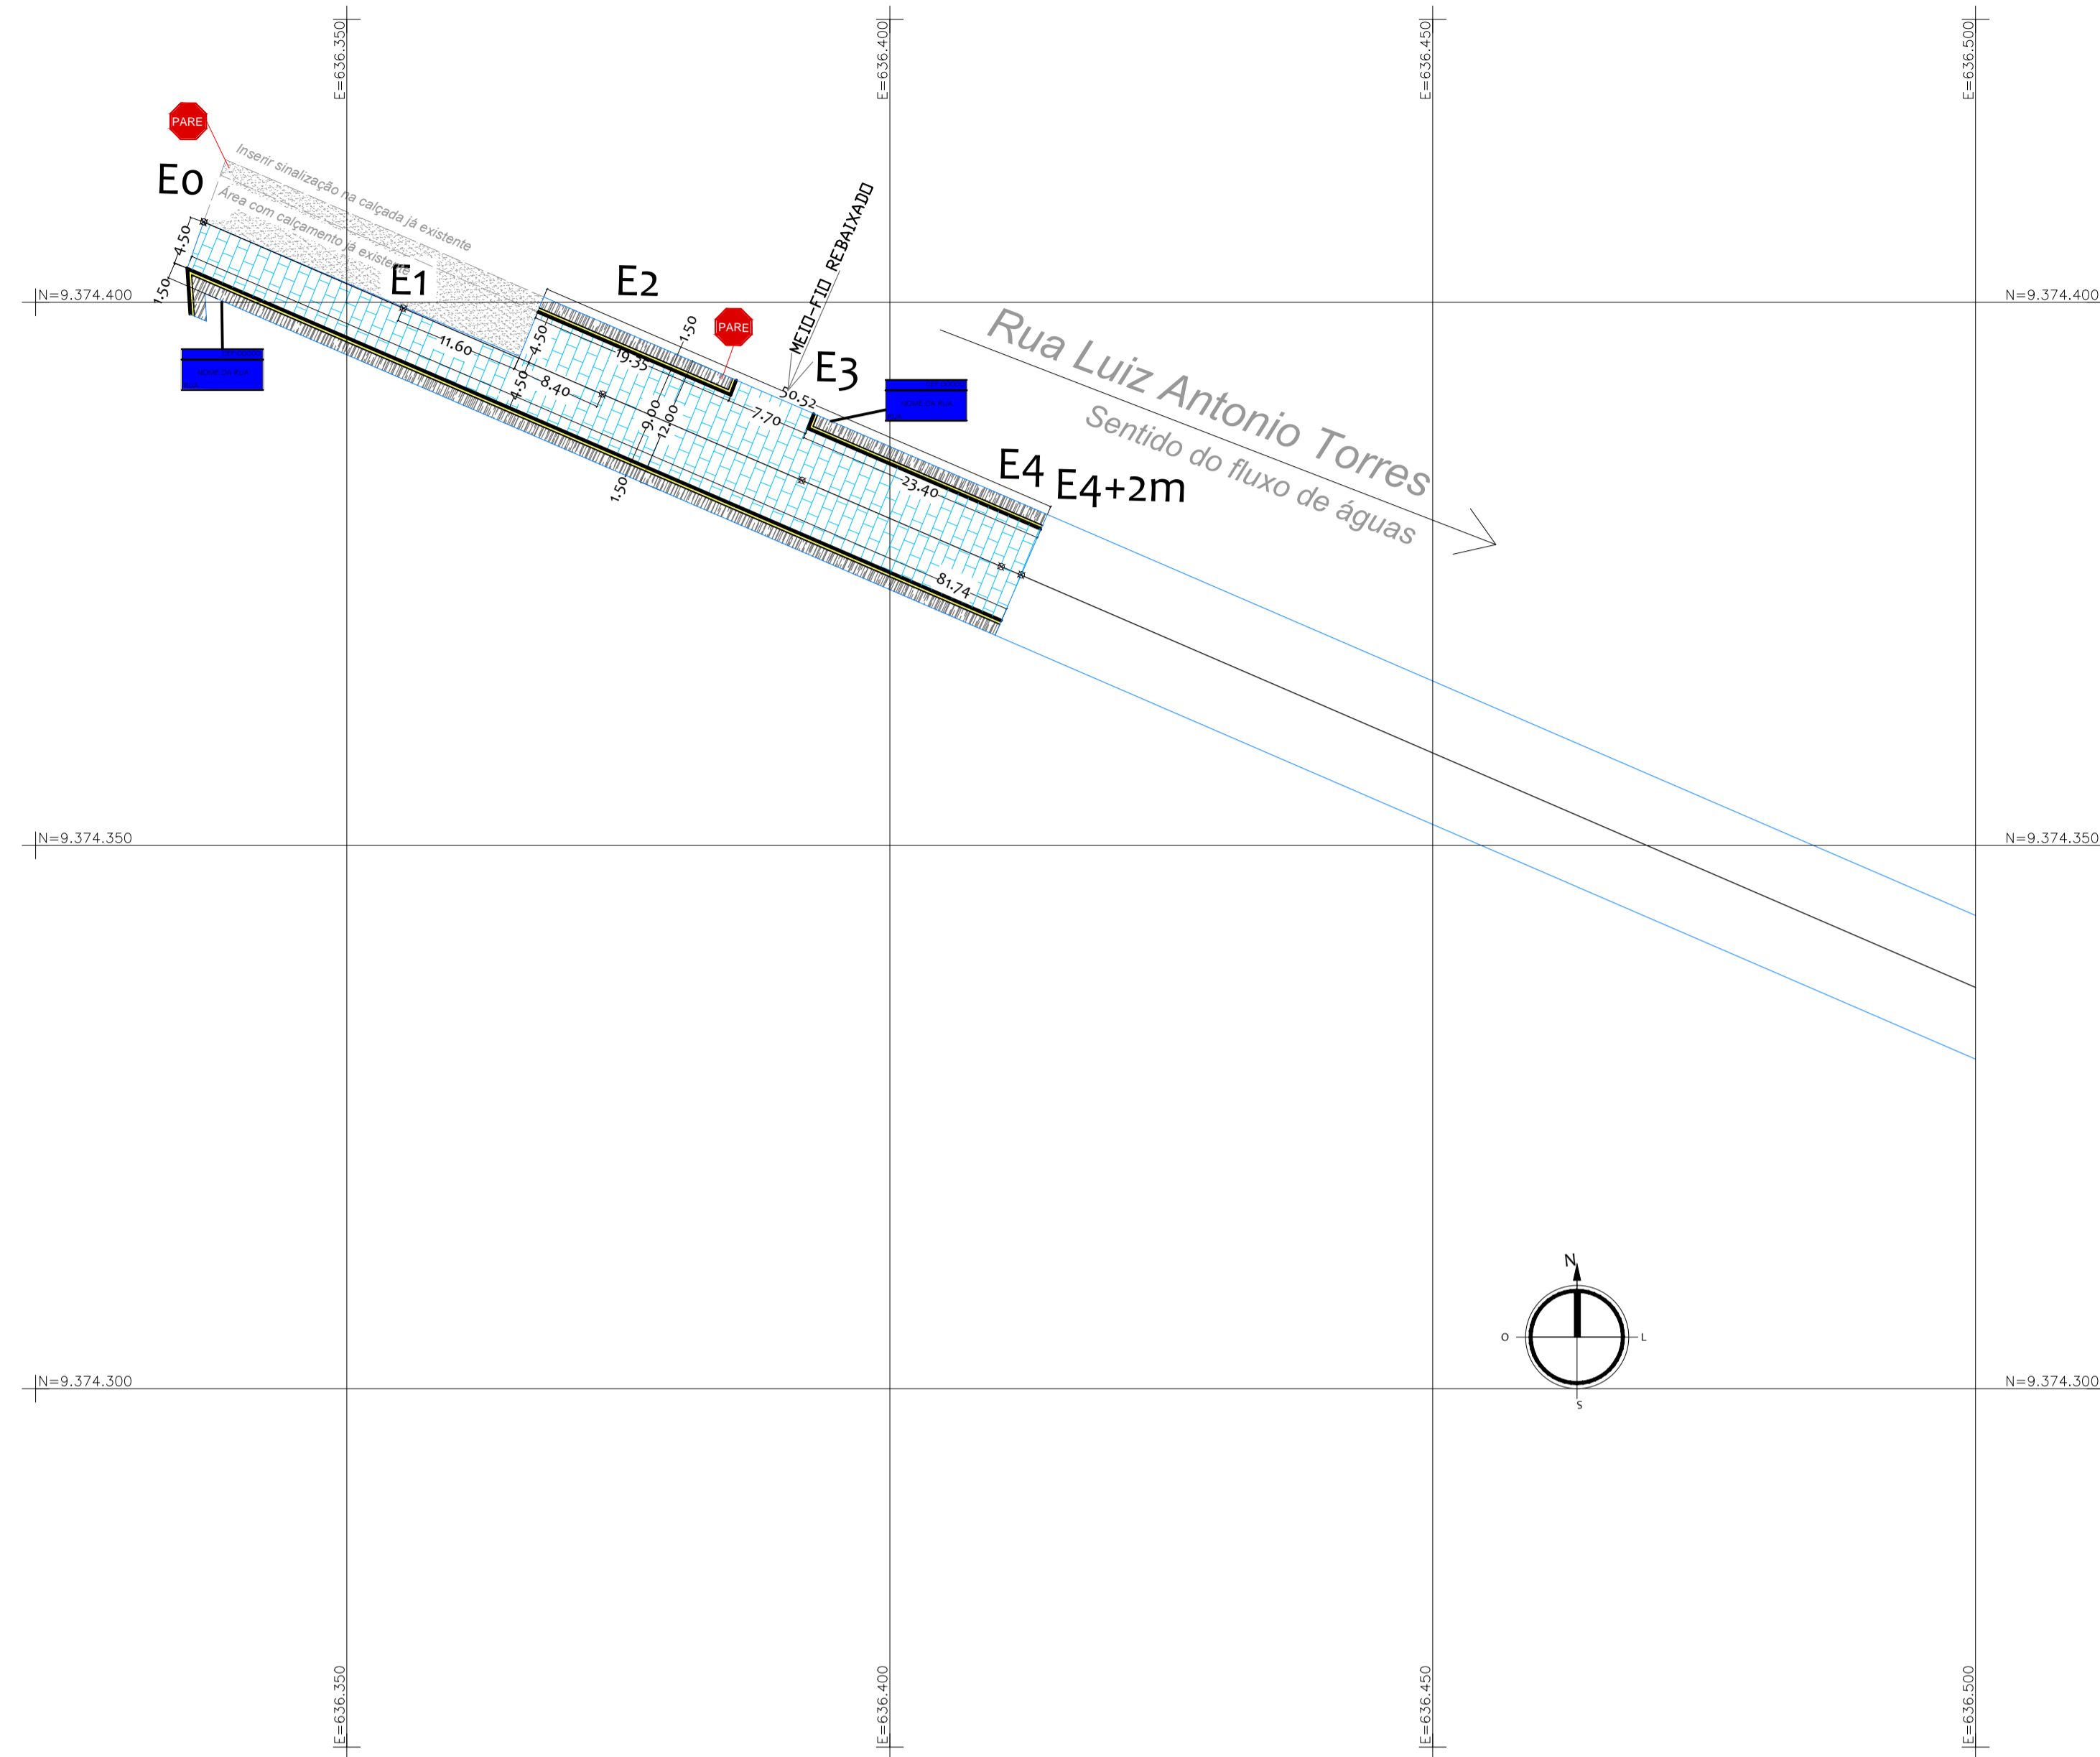 E=636.350
E=636.400
E=636.450
E=636.500
PARE
Inserir sinalização na calçada já existente
Área com calçamento já existente
E0
4.50
1.50
E1
E2
MEIO-FIO REBAIXADO
N=9.374.400
N=9.374.400
PARE
E3
11.60
8.40
4.50
4.50
19.35
1.50
9.00
12.00
1.50
7.70
50.52
23.40
81.74
E4
E4+2m
Rua Luiz Antonio Torres
Sentido do fluxo de águas
N=9.374.350
N=9.374.350
N
O
L
S
N=9.374.300
N=9.374.300
E=636.350
E=636.400
E=636.450
E=636.500